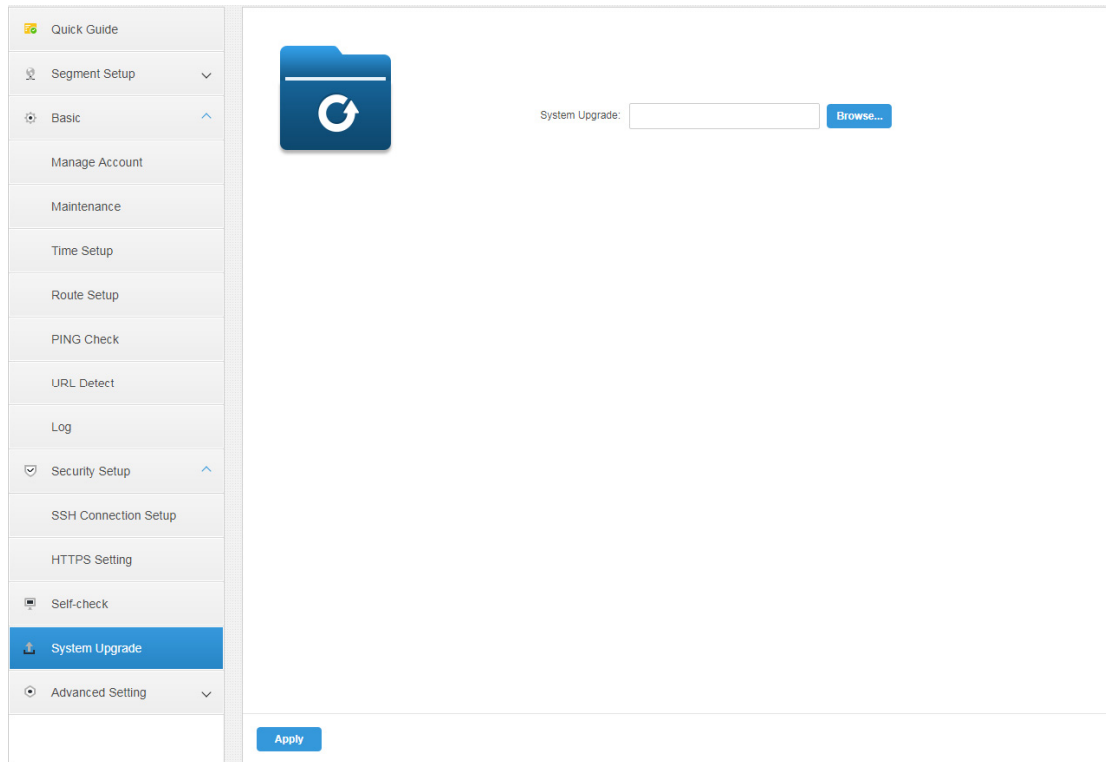 Quick Guide
Segment Setup
Basic
Manage Account
Maintenance
Time Setup
Route Setup
PING Check
URL Detect
Log
Security Setup
SSH Connection Setup
HTTPS Setting
Self-check
System Upgrade
Advanced Setting
System Upgrade:
Browse...
Apply